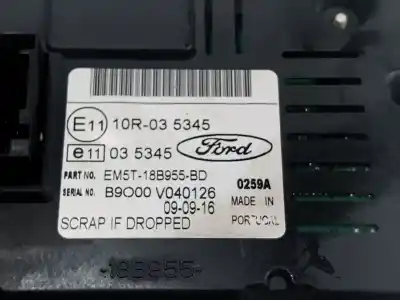 E11 10R-03 5345
e11 03 5345 Ford
PART NO. EM5T-18B955-BD
SERIAL NO. B9O00 V040126 0259A
09-09-16 MADE IN
SCRAP IF DROPPED PORTUGAL
-18B955-